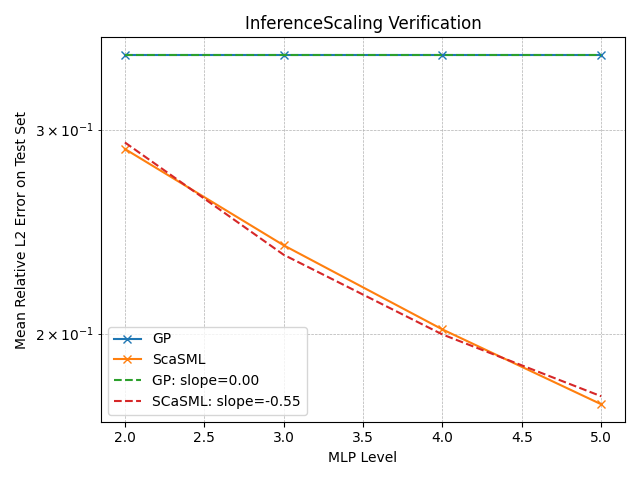 InferenceScaling Verification
Mean Relative L2 Error on Test Set
3 × 10⁻¹
2 × 10⁻¹
GP
ScaSML
GP: slope=0.00
SCaSML: slope=-0.55
2.0 2.5 3.0 3.5 4.0 4.5 5.0
MLP Level